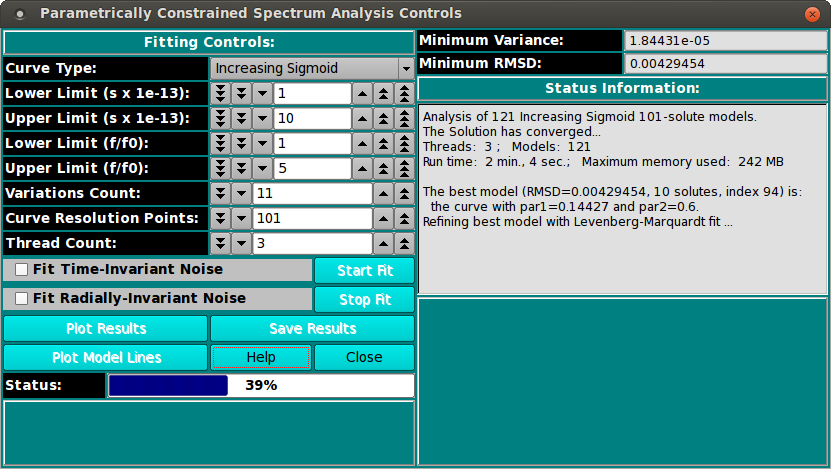 Parametrically Constrained Spectrum Analysis Controls
Fitting Controls:
Curve Type: Increasing Sigmoid
Lower Limit (s x 1e-13): 1
Upper Limit (s x 1e-13): 10
Lower Limit (f/f0): 1
Upper Limit (f/f0): 5
Variations Count: 11
Curve Resolution Points: 101
Thread Count: 3
Fit Time-Invariant Noise
Start Fit
Fit Radially-Invariant Noise
Stop Fit
Plot Results
Save Results
Plot Model Lines
Help
Close
Status: 39%
Minimum Variance: 1.84431e-05
Minimum RMSD: 0.00429454
Status Information:
Analysis of 121 Increasing Sigmoid 101-solute models.
The Solution has converged...
Threads: 3 ; Models: 121
Run time: 2 min., 4 sec.; Maximum memory used: 242 MB
The best model (RMSD=0.00429454, 10 solutes, index 94) is:
the curve with par1=0.14427 and par2=0.6.
Refining best model with Levenberg-Marquardt fit ...